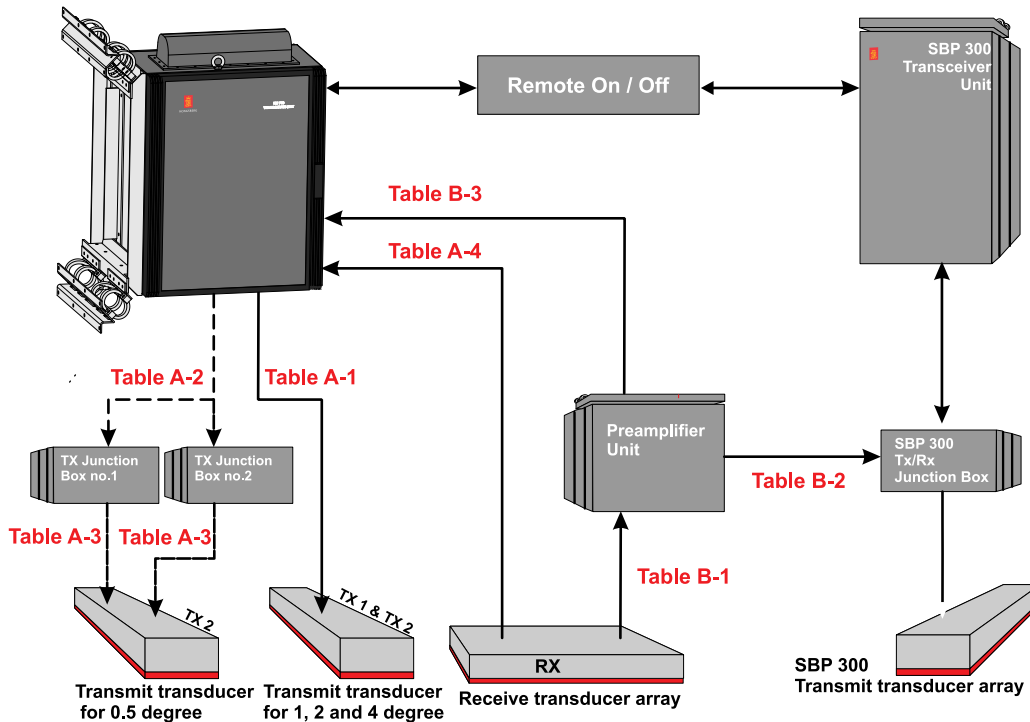 SBP 300
Transceiver
Unit
Remote On / Off
Table B-3
Table A-4
Table A-2
Table A-1
Preamplifier
Unit
TX Junction
Box no.1
TX Junction
Box no.2
SBP 300
Tx/Rx
Junction Box
Table B-2
Table A-3
Table A-3
Table B-1
TX 2
TX 1 & TX 2
RX
SBP 300
Transmit transducer array
Transmit transducer
for 0.5 degree
Transmit transducer
for 1, 2 and 4 degree
Receive transducer array